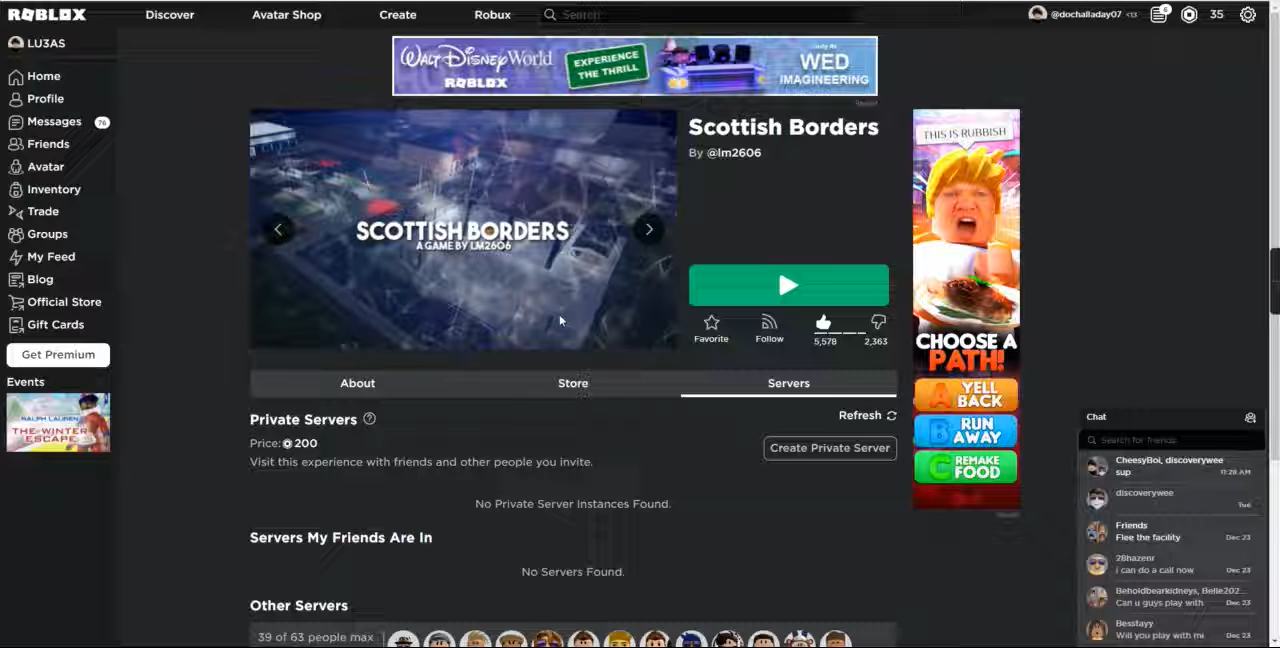 ROBLOX
Discover
Avatar Shop
Create
Robux
Search
@dochalladay07 <13
6
35
LU3AS
Home
Profile
Messages 76
Friends
Avatar
Inventory
Trade
Groups
My Feed
Blog
Official Store
Gift Cards
Get Premium
Events
RALPH LAUREN
THE WINTER
ESCAPE
WALT DISNEY World
ROBLOX
EXPERIENCE
THE THRILL
WED
IMAGINEERING
SCOTTISH BORDERS
A GAME BY LM2606
Scottish Borders
By @lm2606
Favorite
Follow
5,578
2,363
About
Store
Servers
Private Servers
Refresh
Price: 200
Create Private Server
Visit this experience with friends and other people you invite.
No Private Server Instances Found.
Servers My Friends Are In
No Servers Found.
Other Servers
39 of 63 people max
THIS IS RUBBISH
CHOOSE A
PATH!
A YELL
BACK
B RUN
AWAY
C REMAKE
FOOD
Chat
Search for friends
CheesyBoi, discoverywee
sup 11:28 AM
discoverywee
Tue
Friends
Flee the facility Dec 23
28hazenr
i can do a call now Dec 23
Beholdbearkidneys, Belle202...
Can u guys play with Dec 23
Besstayy
Will you play with me Dec 23